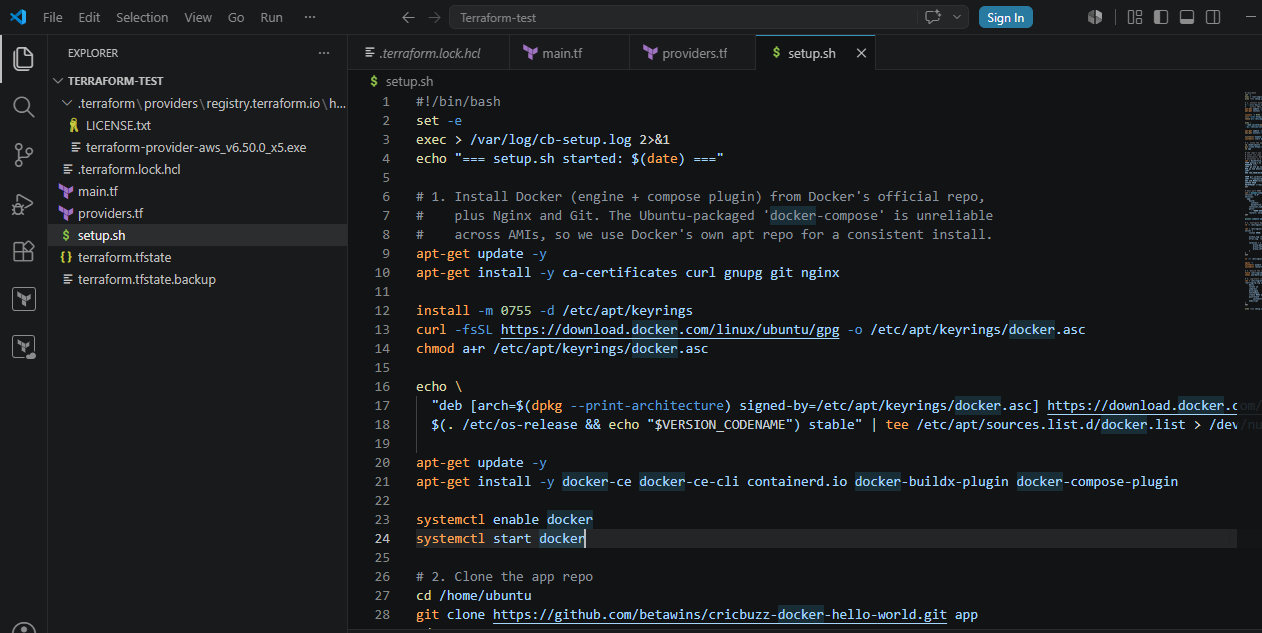 File Edit Selection View Go Run ···
Terraform-test
Sign In
EXPLORER ···
TERRAFORM-TEST
.terraform\providers\registry.terraform.io\h...
LICENSE.txt
terraform-provider-aws_v6.50.0_x5.exe
.terraform.lock.hcl
main.tf
providers.tf
$ setup.sh
{} terraform.tfstate
terraform.tfstate.backup
.terraform.lock.hcl main.tf providers.tf $ setup.sh
$ setup.sh
1 #!/bin/bash
2 set -e
3 exec > /var/log/cb-setup.log 2>&1
4 echo "=== setup.sh started: $(date) ==="
5
6 # 1. Install Docker (engine + compose plugin) from Docker's official repo,
7 #    plus Nginx and Git. The Ubuntu-packaged 'docker-compose' is unreliable
8 #    across AMIs, so we use Docker's own apt repo for a consistent install.
9 apt-get update -y
10 apt-get install -y ca-certificates curl gnupg git nginx
11
12 install -m 0755 -d /etc/apt/keyrings
13 curl -fsSL https://download.docker.com/linux/ubuntu/gpg -o /etc/apt/keyrings/docker.asc
14 chmod a+r /etc/apt/keyrings/docker.asc
15
16 echo \
17   "deb [arch=$(dpkg --print-architecture) signed-by=/etc/apt/keyrings/docker.asc] https://download.docker.com/
18   $(. /etc/os-release && echo "$VERSION_CODENAME") stable" | tee /etc/apt/sources.list.d/docker.list > /dev/nu
19
20 apt-get update -y
21 apt-get install -y docker-ce docker-ce-cli containerd.io docker-buildx-plugin docker-compose-plugin
22
23 systemctl enable docker
24 systemctl start docker
25
26 # 2. Clone the app repo
27 cd /home/ubuntu
28 git clone https://github.com/betawins/cricbuzz-docker-hello-world.git app